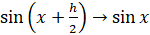 sin (x + h/2) → sin x